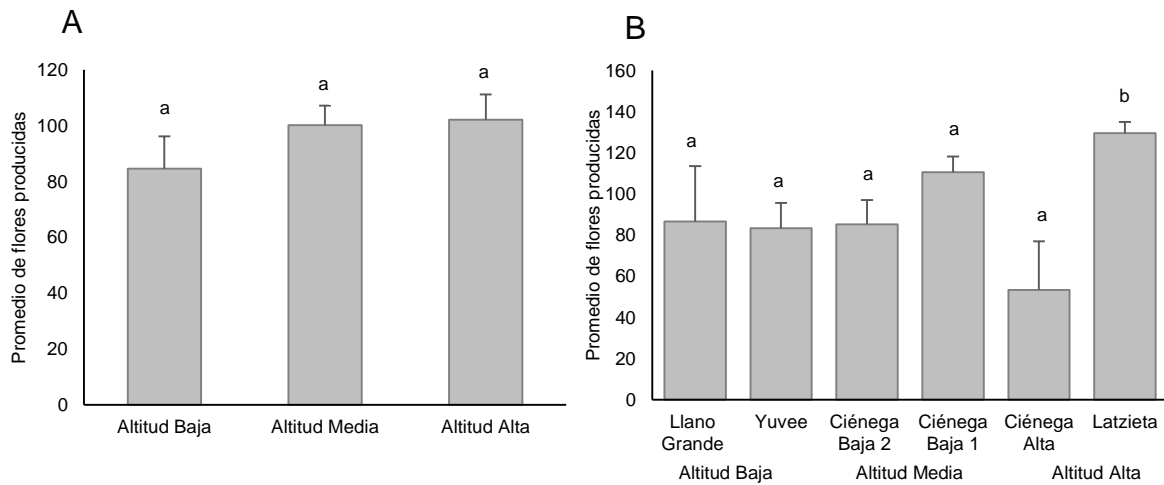 A
Promedio de flores producidas
120
100
80
60
40
20
0
a
a
a
Altitud Baja
Altitud Media
Altitud Alta
B
Promedio de flores producidas
160
140
120
100
80
60
40
20
0
a
a
a
a
a
b
Llano
Grande
Yuvee
Ciénega
Baja 2
Ciénega
Baja 1
Ciénega
Alta
Latzieta
Altitud Baja
Altitud Media
Altitud Alta